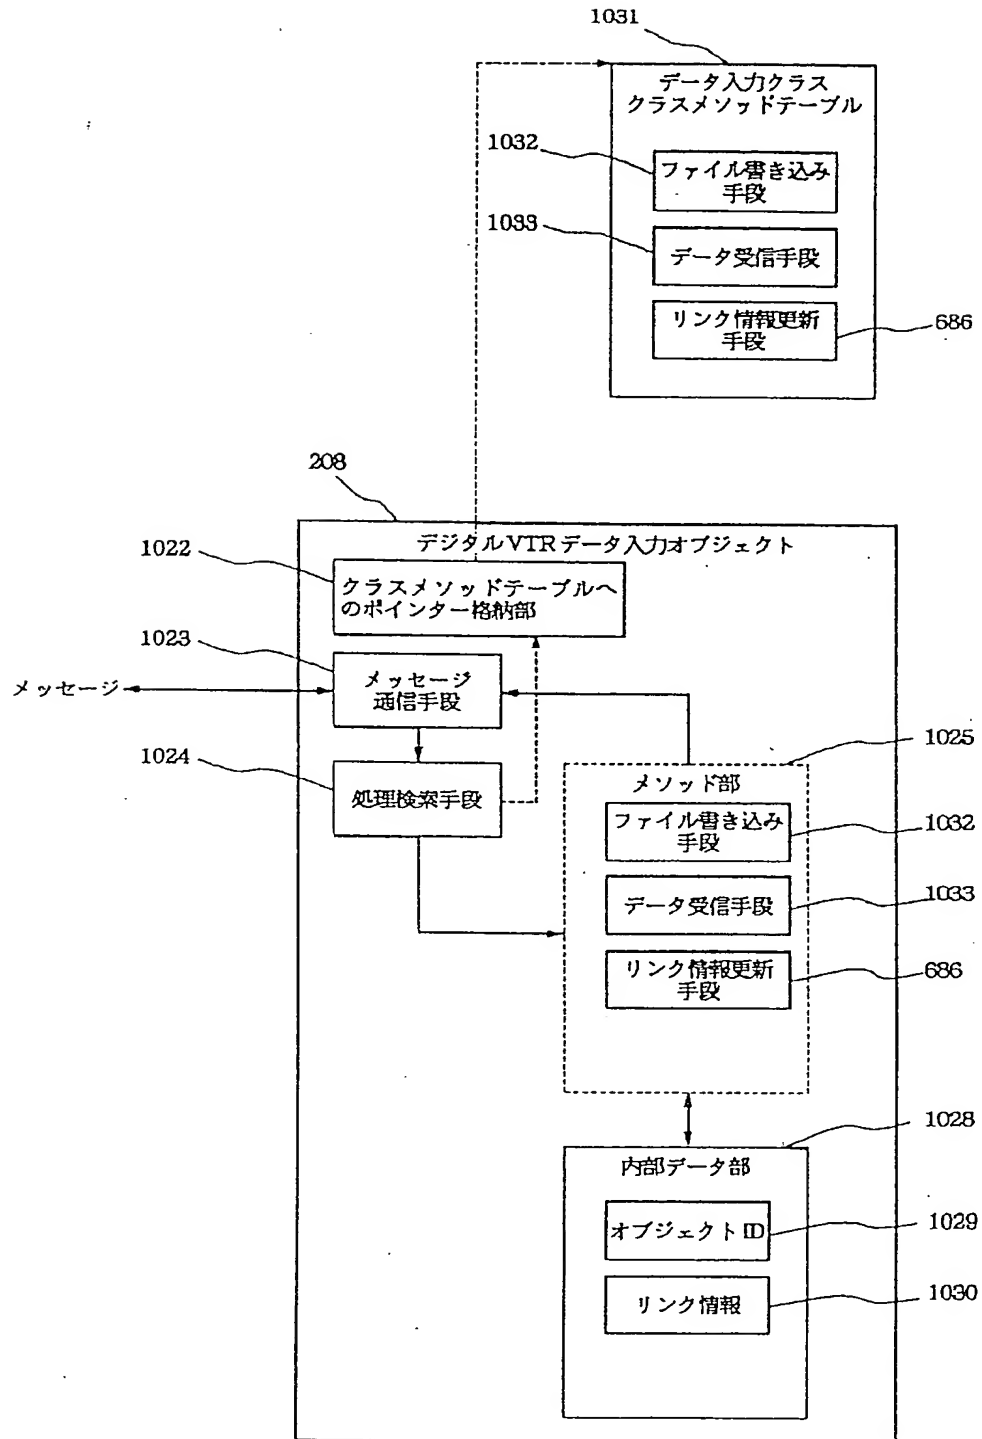 1031
データ入力クラス
クラスメソッドテーブル
1032
ファイル書き込み
手段
1033
データ受信手段
リンク情報更新
手段
686
208
デジタルVTRデータ入力オブジェクト
1022
クラスメソッドテーブルへ
のポインター格納部
1023
メッセージ
メッセージ
通信手段
1024
処理検索手段
1025
メソッド部
ファイル書き込み
手段
1032
データ受信手段
1033
リンク情報更新
手段
686
1028
内部データ部
オブジェクトID
1029
リンク情報
1030